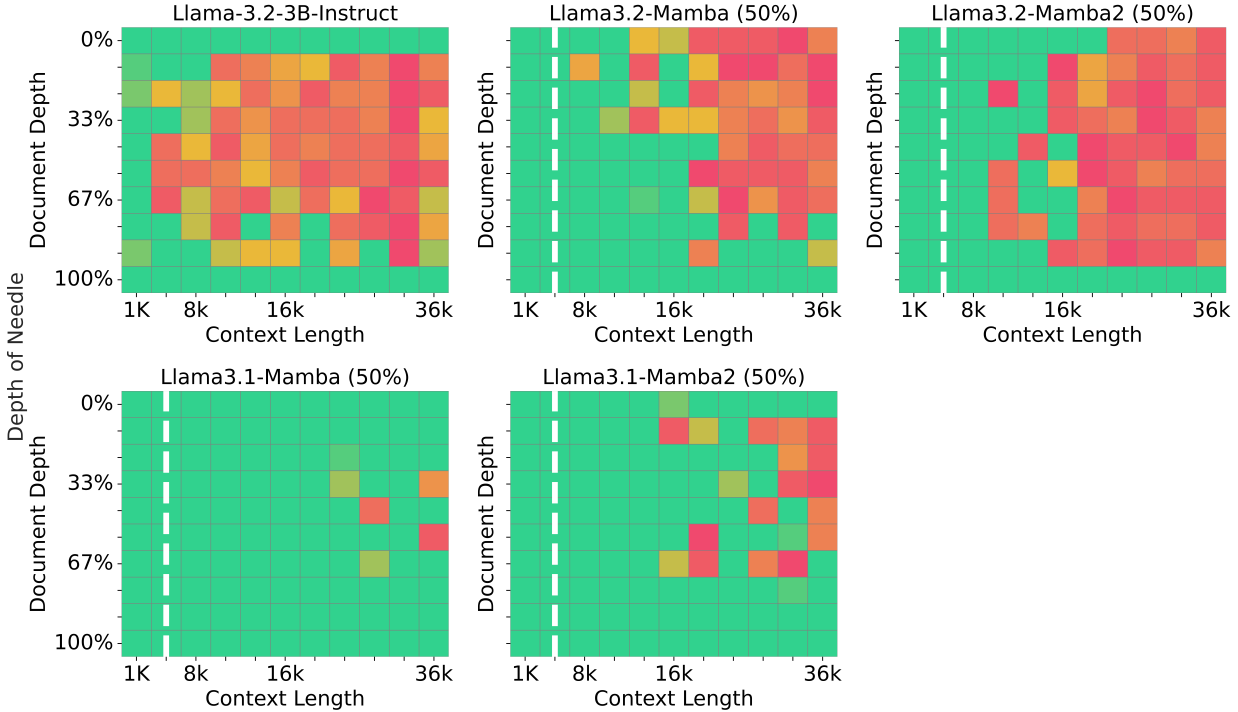 Llama-3.2-3B-Instruct
Llama3.2-Mamba (50%)
Llama3.2-Mamba2 (50%)
0%
33%
67%
100%
Document Depth
Document Depth
Document Depth
1K 8k 16k 36k
1K 8k 16k 36k
1K 8k 16k 36k
Context Length
Context Length
Context Length
Depth of Needle
Llama3.1-Mamba (50%)
Llama3.1-Mamba2 (50%)
0%
33%
67%
100%
Document Depth
Document Depth
1K 8k 16k 36k
1K 8k 16k 36k
Context Length
Context Length